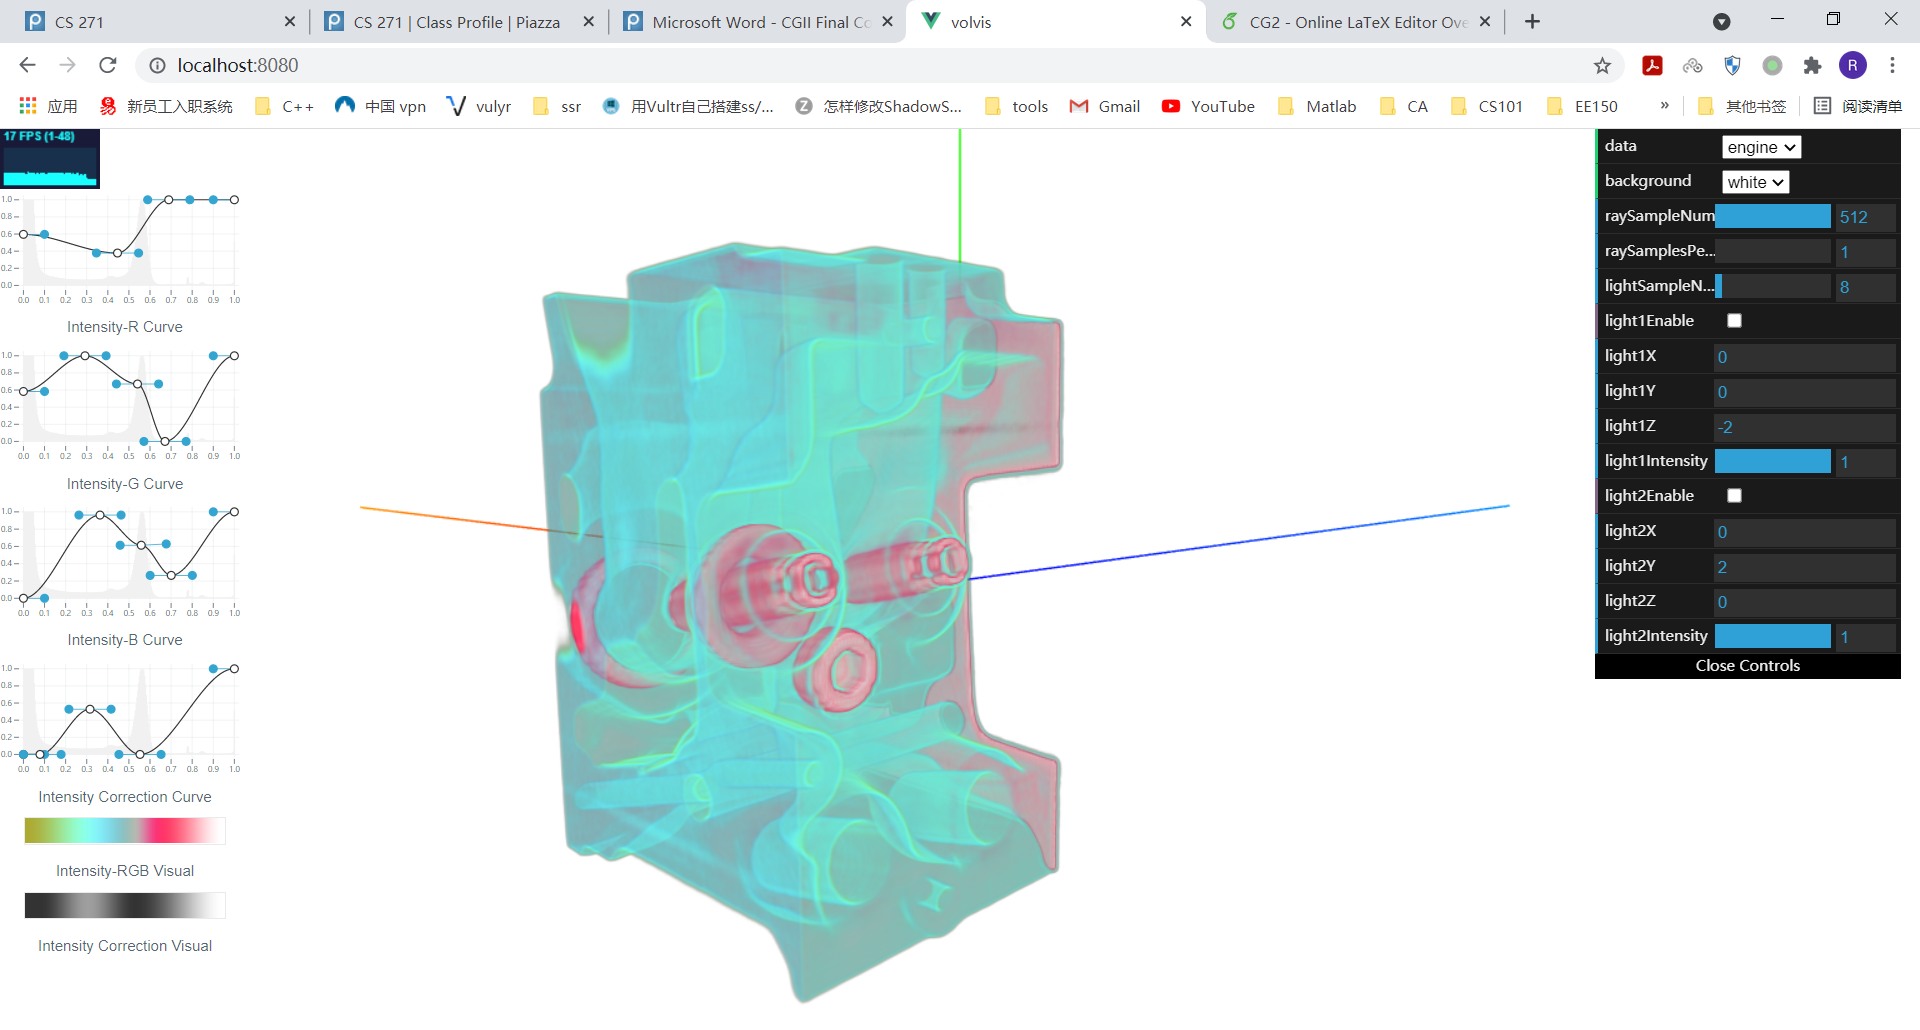 CS 271
CS 271 | Class Profile | Piazza
Microsoft Word - CGII Final Co
volvis
CG2 - Online LaTeX Editor Ove
localhost:8080
R
应用
新员工入职系统
C++
中国 vpn
vulyr
ssr
用Vultr自己搭建ss/...
怎样修改ShadowS...
tools
Gmail
YouTube
Matlab
CA
CS101
EE150
»
其他书签
阅读清单
17 FPS (1-48)
1.0
0.8
0.6
0.4
0.2
0.0
0.0 0.1 0.2 0.3 0.4 0.5 0.6 0.7 0.8 0.9 1.0
Intensity-R Curve
1.0
0.8
0.6
0.4
0.2
0.0
0.0 0.1 0.2 0.3 0.4 0.5 0.6 0.7 0.8 0.9 1.0
Intensity-G Curve
1.0
0.8
0.6
0.4
0.2
0.0
0.0 0.1 0.2 0.3 0.4 0.5 0.6 0.7 0.8 0.9 1.0
Intensity-B Curve
1.0
0.8
0.6
0.4
0.2
0.0
0.0 0.1 0.2 0.3 0.4 0.5 0.6 0.7 0.8 0.9 1.0
Intensity Correction Curve
Intensity-RGB Visual
Intensity Correction Visual
data engine
background white
raySampleNum 512
raySamplesPe... 1
lightSampleN... 8
light1Enable
light1X 0
light1Y 0
light1Z -2
light1Intensity 1
light2Enable
light2X 0
light2Y 2
light2Z 0
light2Intensity 1
Close Controls